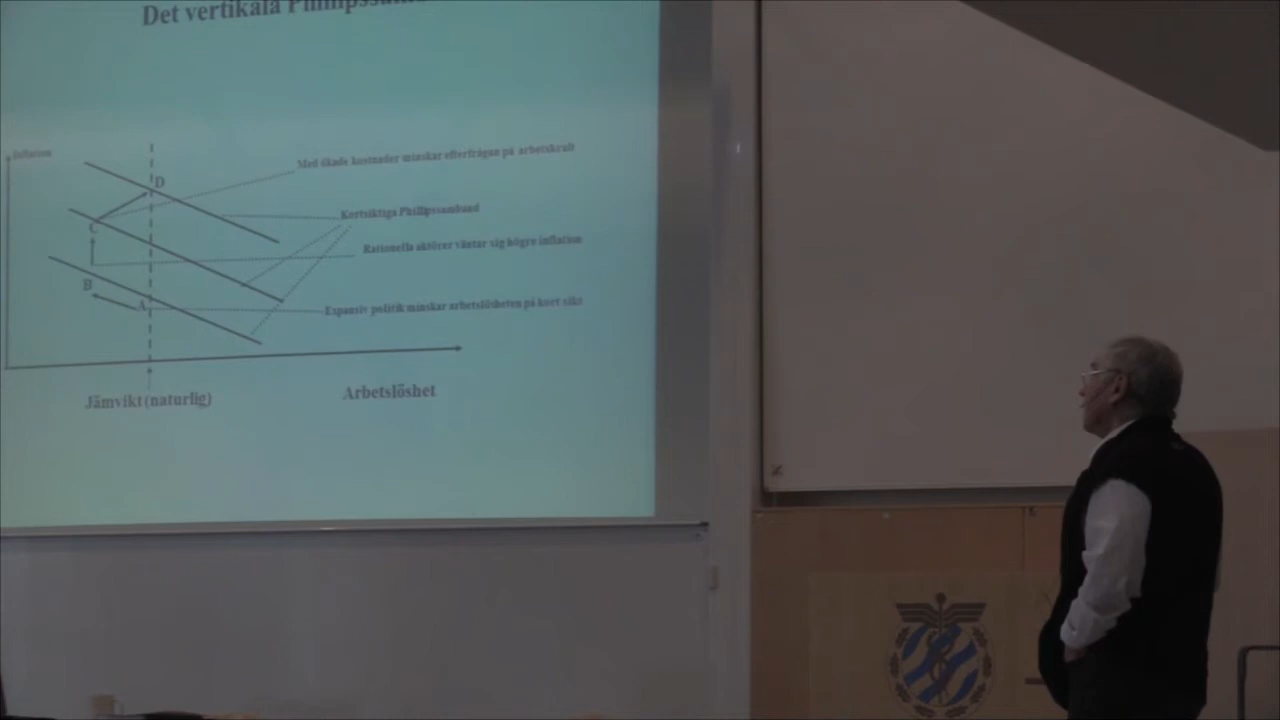 Det vertikala
Inflation
Med ökade kostnader minskar efterfrågan på arbetskraft
D
Kortsiktiga Phillipssamband
C
Rationella aktörer väntar sig högre inflation
B
A
Expansiv politik minskar arbetslösheten på kort sikt
Jämvikt (naturlig)
Arbetslöshet